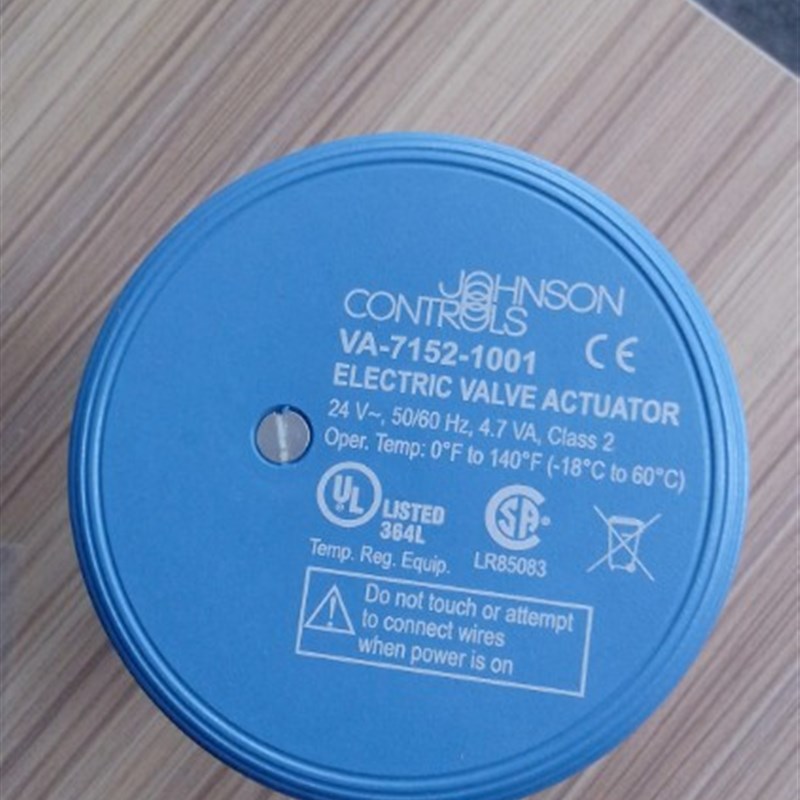 JOHNSON
CONTROLS
VA-7152-1001
CE
ELECTRIC VALVE ACTUATOR
24 V~, 50/60 Hz, 4.7 VA, Class 2
Oper. Temp: 0°F to 140°F (-18°C to 60°C)
UL LISTED
364L
Temp. Reg. Equip.
SA
LR85083
Do not touch or attempt
to connect wires
when power is on